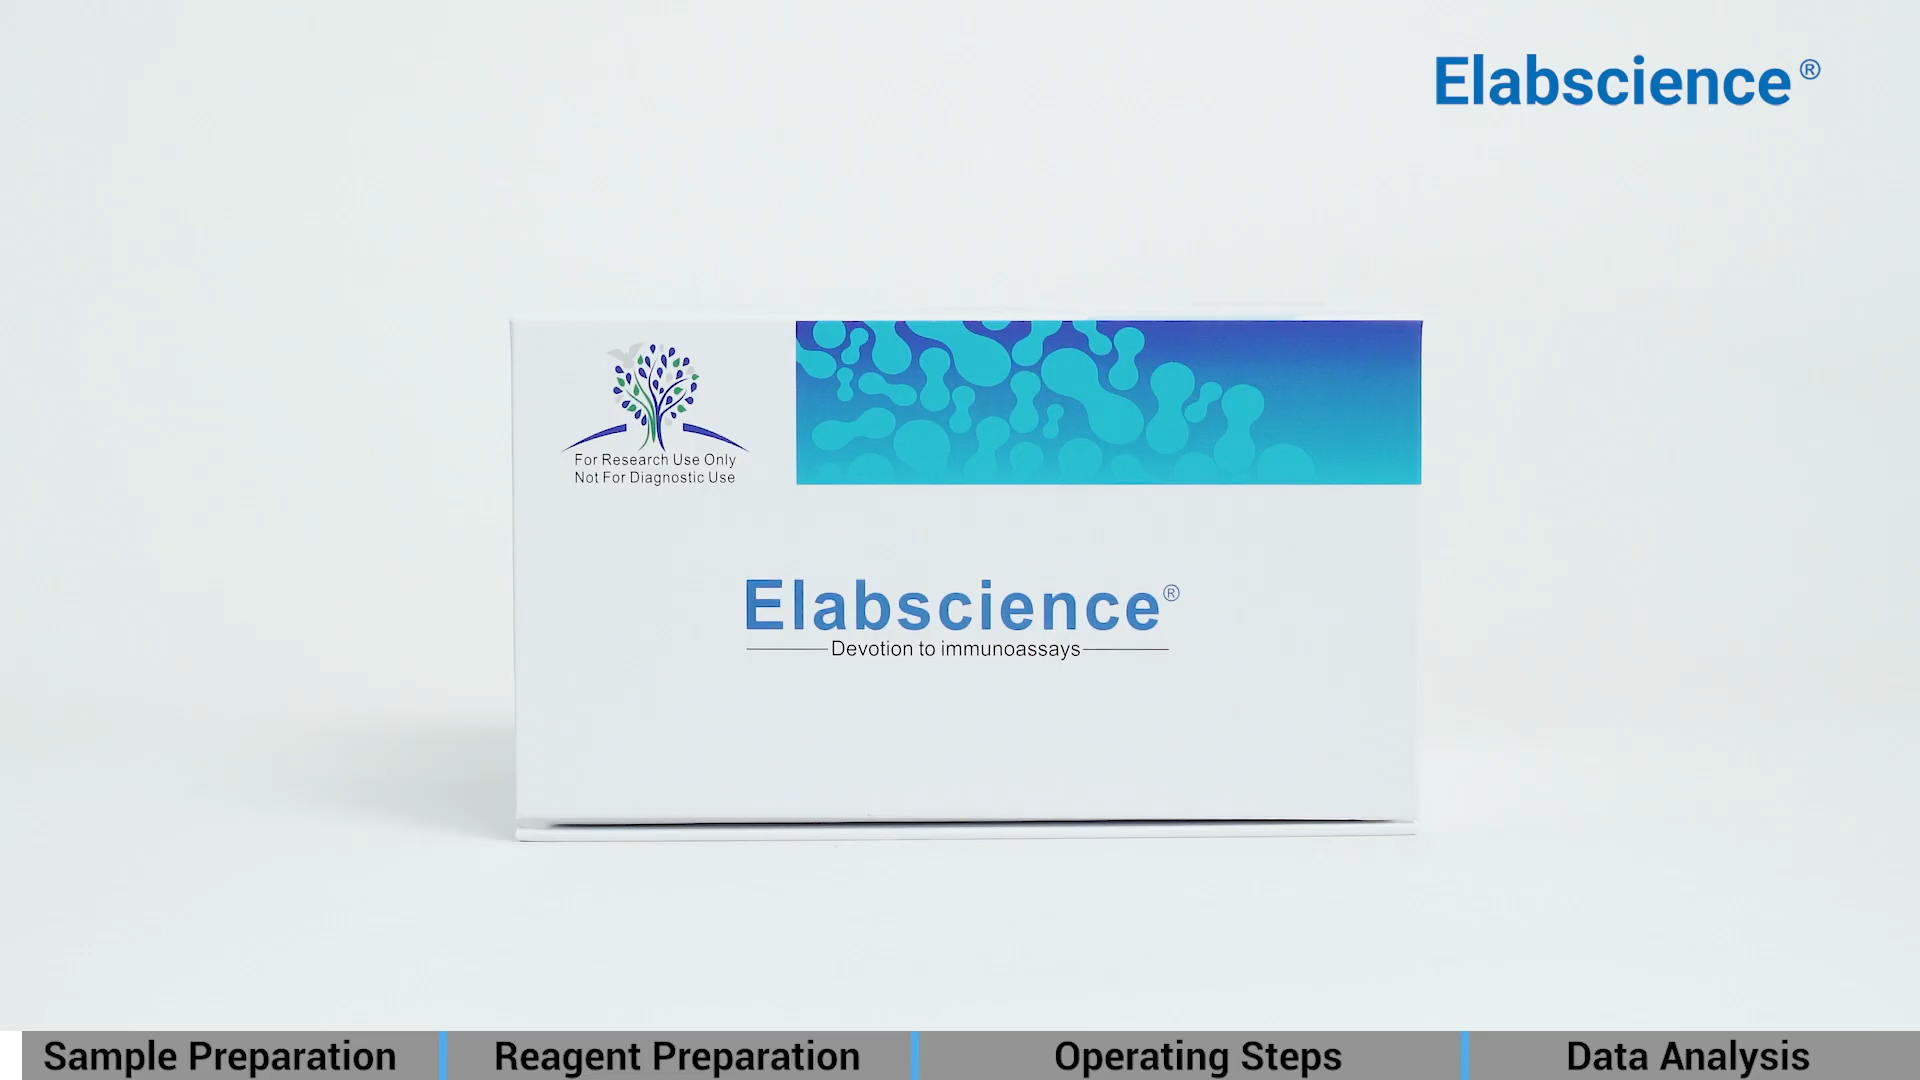 Elabscience®
For Research Use Only
Not For Diagnostic Use
Elabscience®
Devotion to immunoassays
Sample Preparation
Reagent Preparation
Operating Steps
Data Analysis